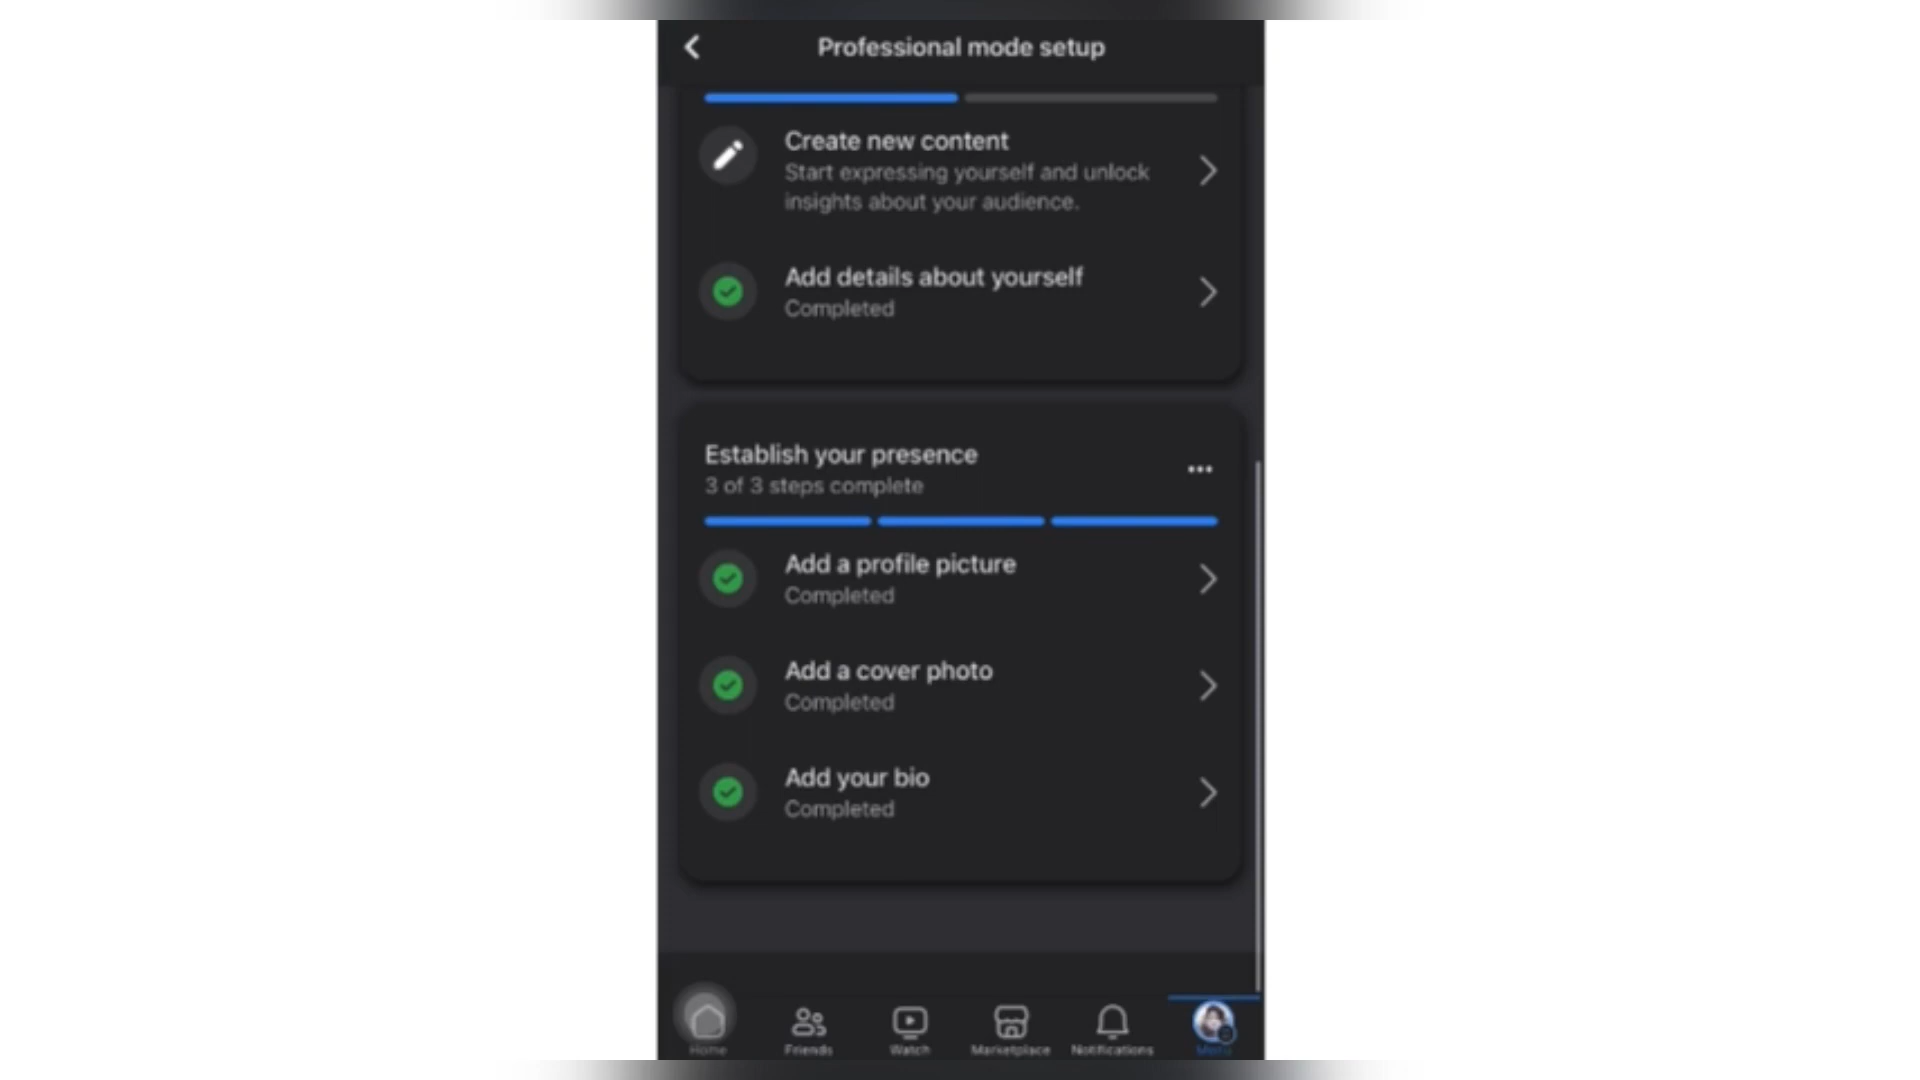 Professional mode setup
Create new content
Start expressing yourself and unlock
insights about your audience.
Add details about yourself
Completed
Establish your presence
3 of 3 steps complete
Add a profile picture
Completed
Add a cover photo
Completed
Add your bio
Completed
Home
Friends
Watch
Marketplace
Notifications
Menu